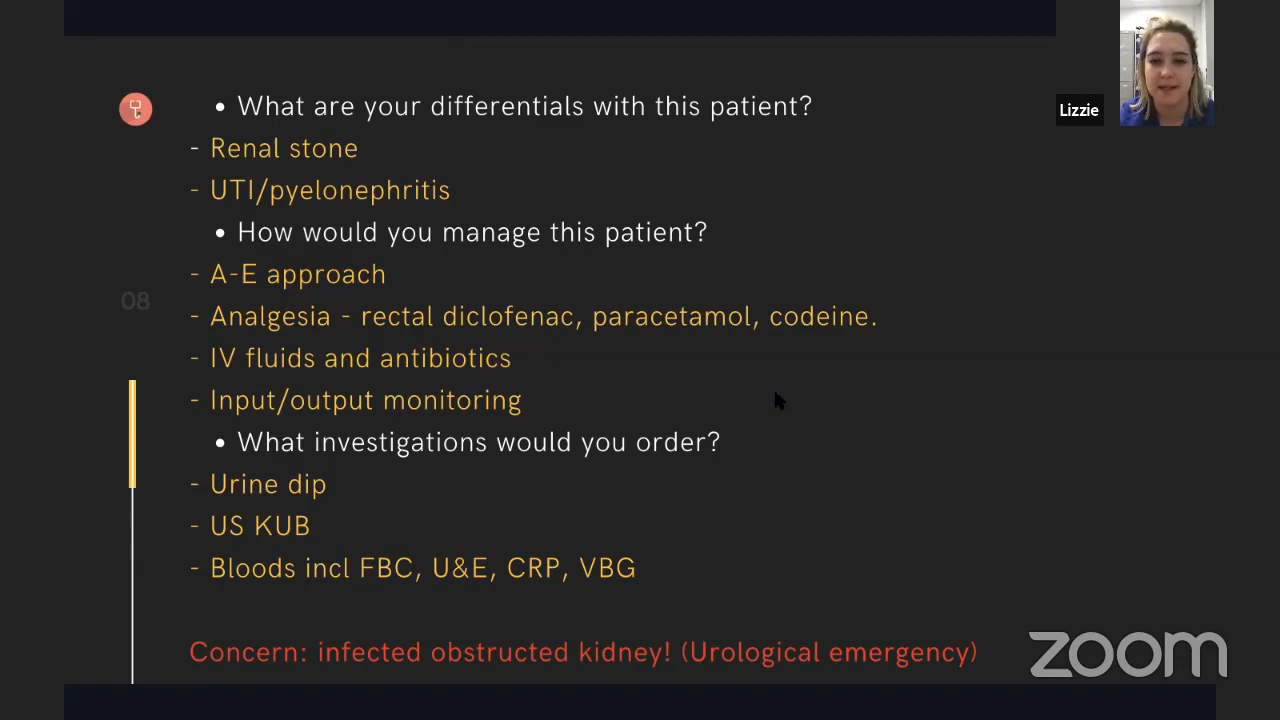 • What are your differentials with this patient?
- Renal stone
- UTI/pyelonephritis
• How would you manage this patient?
- A-E approach
- Analgesia - rectal diclofenac, paracetamol, codeine.
- IV fluids and antibiotics
- Input/output monitoring
• What investigations would you order?
- Urine dip
- US KUB
- Bloods incl FBC, U&E, CRP, VBG
Concern: infected obstructed kidney! (Urological emergency)
08
Lizzie
zoom